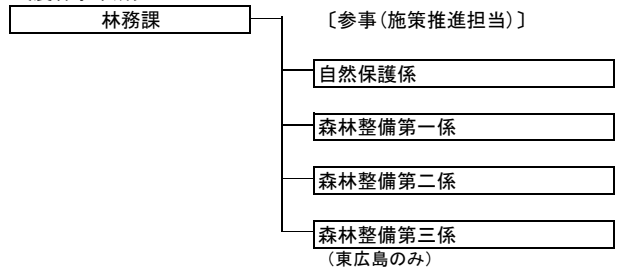 林務課
〔参事(施策推進担当)〕
自然保護係
森林整備第一係
森林整備第二係
森林整備第三係
(東広島のみ)